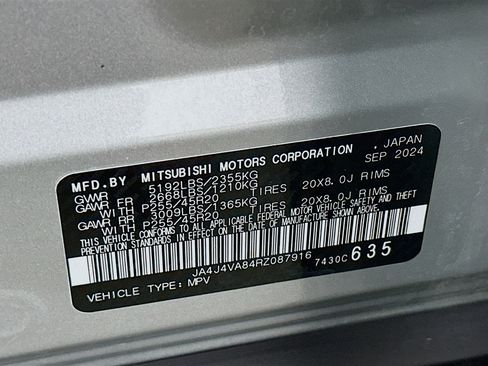 MFD.BY MITSUBISHI MOTORS CORPORATION , JAPAN
GVWR 5192LBS/2355KG SEP 2024
GAWR FR 2668LBS/1210KG
WITH P255/45R20 TIRES 20X8.0J RIMS
GAWR RR 3009LBS/1365KG
WITH P255/45R20 TIRES 20X8.0J RIMS
THIS VEHICLE CONFORMS TO ALL APPLICABLE FEDERAL MOTOR VEHICLE SAFETY AND THEFT
PREVENTION STANDARDS IN EFFECT ON THE DATE OF MANUFACTURE SHOWN ABOVE.
JA4J4VA84RZ087916 7430C 635
VEHICLE TYPE: MPV